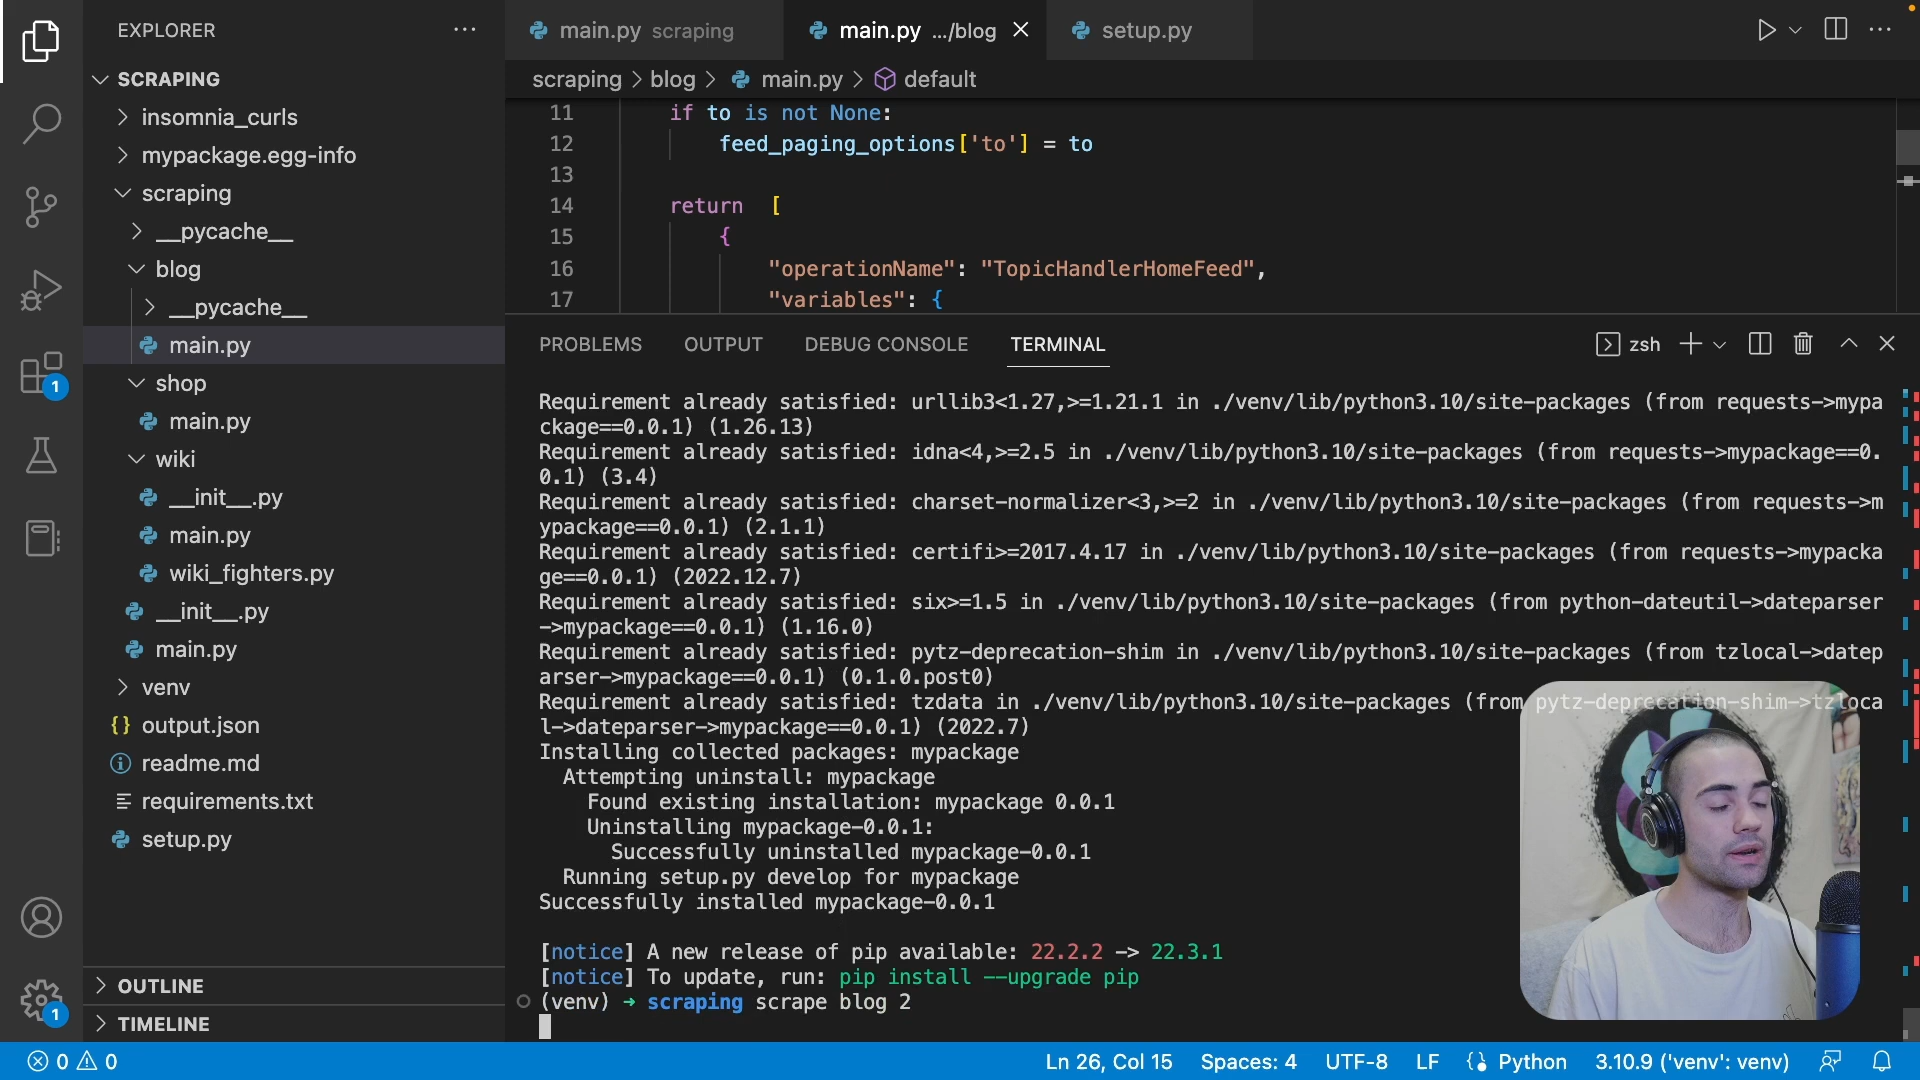 EXPLORER
SCRAPING
insomnia_curls
mypackage.egg-info
scraping
__pycache__
blog
__pycache__
main.py
shop
main.py
wiki
__init__.py
main.py
wiki_fighters.py
__init__.py
main.py
venv
output.json
readme.md
requirements.txt
setup.py
OUTLINE
TIMELINE
1
1
main.py scraping
main.py .../blog
setup.py
scraping > blog > main.py > default
11 if to is not None:
12 feed_paging_options['to'] = to
13
14 return [
15 {
16 "operationName": "TopicHandlerHomeFeed",
17 "variables": {
PROBLEMS OUTPUT DEBUG CONSOLE TERMINAL
zsh
Requirement already satisfied: urllib3<1.27,>=1.21.1 in ./venv/lib/python3.10/site-packages (from requests->mypa
ckage==0.0.1) (1.26.13)
Requirement already satisfied: idna<4,>=2.5 in ./venv/lib/python3.10/site-packages (from requests->mypackage==0.
0.1) (3.4)
Requirement already satisfied: charset-normalizer<3,>=2 in ./venv/lib/python3.10/site-packages (from requests->m
ypackage==0.0.1) (2.1.1)
Requirement already satisfied: certifi>=2017.4.17 in ./venv/lib/python3.10/site-packages (from requests->mypacka
ge==0.0.1) (2022.12.7)
Requirement already satisfied: six>=1.5 in ./venv/lib/python3.10/site-packages (from python-dateutil->dateparser
->mypackage==0.0.1) (1.16.0)
Requirement already satisfied: pytz-deprecation-shim in ./venv/lib/python3.10/site-packages (from tzlocal->datep
arser->mypackage==0.0.1) (0.1.0.post0)
Requirement already satisfied: tzdata in ./venv/lib/python3.10/site-packages (from pytz-deprecation-shim->tzloca
l->dateparser->mypackage==0.0.1) (2022.7)
Installing collected packages: mypackage
Attempting uninstall: mypackage
Found existing installation: mypackage 0.0.1
Uninstalling mypackage-0.0.1:
Successfully uninstalled mypackage-0.0.1
Running setup.py develop for mypackage
Successfully installed mypackage-0.0.1
[notice] A new release of pip available: 22.2.2 -> 22.3.1
[notice] To update, run: pip install --upgrade pip
(venv) → scraping scrape blog 2
0 0
Ln 26, Col 15 Spaces: 4 UTF-8 LF Python 3.10.9 ('venv': venv)